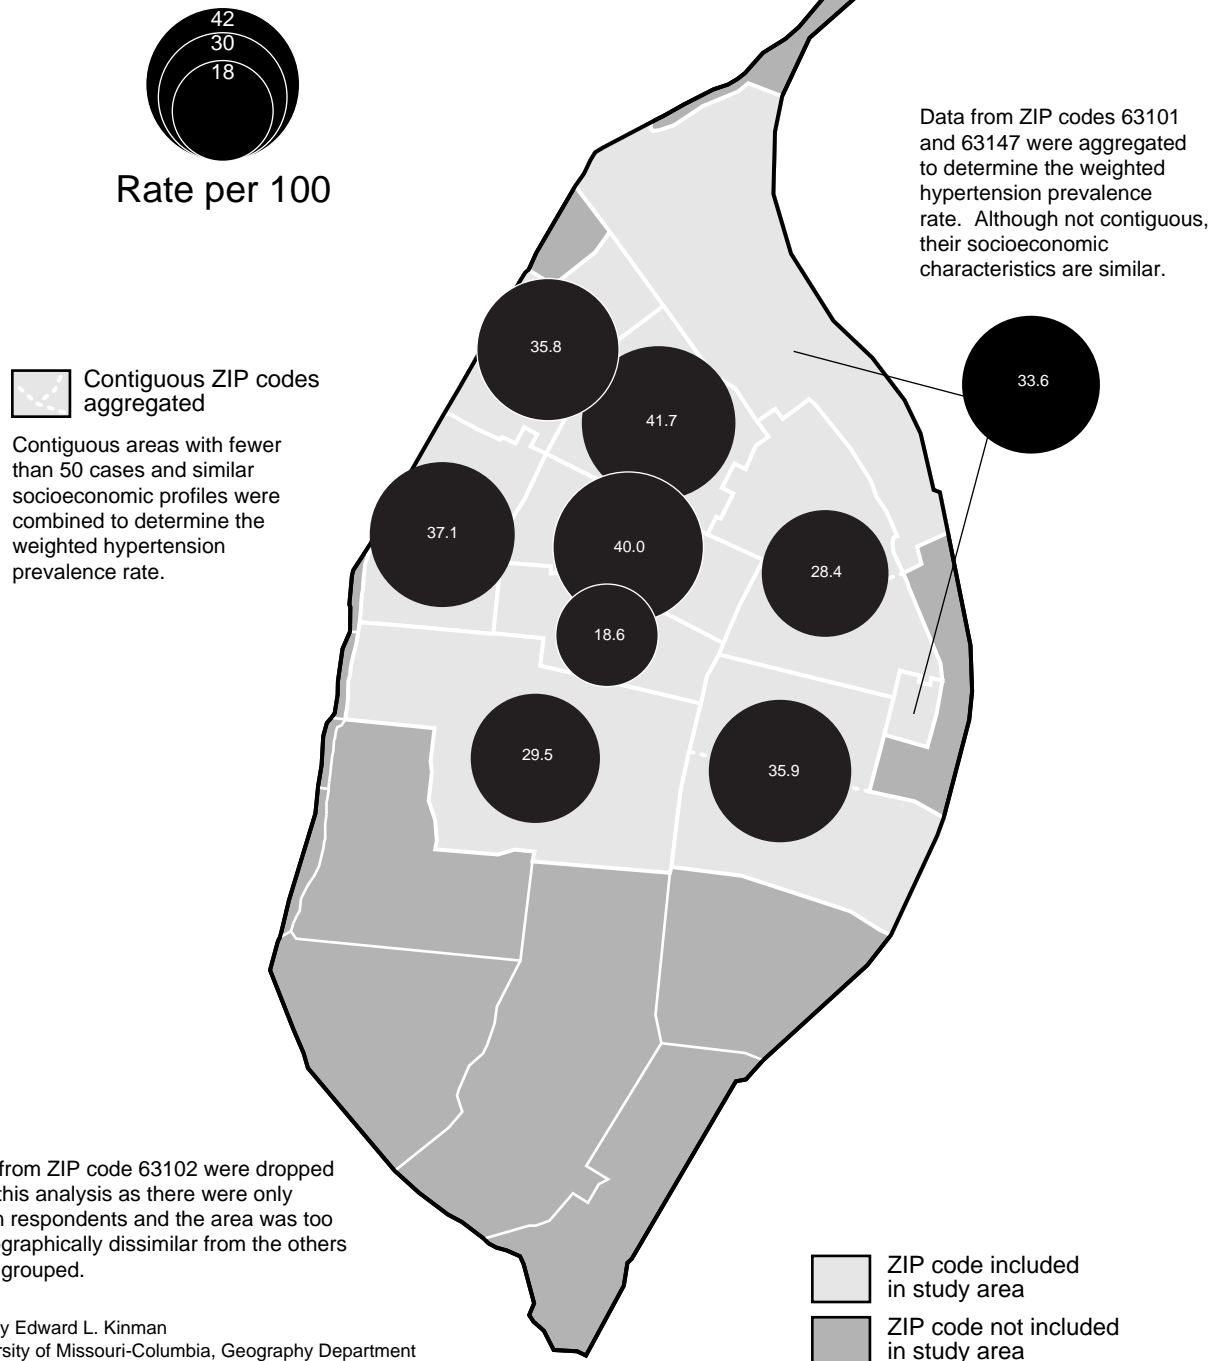 42
30
18
Rate per 100
Data from ZIP codes 63101
and 63147 were aggregated
to determine the weighted
hypertension prevalence
rate. Although not contiguous,
their socioeconomic
characteristics are similar.
35.8
33.6
Contiguous ZIP codes
aggregated
41.7
Contiguous areas with fewer
than 50 cases and similar
socioeconomic profiles were
combined to determine the
weighted hypertension
prevalence rate.
37.1
40.0
28.4
18.6
29.5
35.9
from ZIP code 63102 were dropped
this analysis as there were only
respondents and the area was too
ographically dissimilar from the others
grouped.
y Edward L. Kinman
rsity of Missouri-Columbia, Geography Department
ZIP code included
in study area
ZIP code not included
in study area